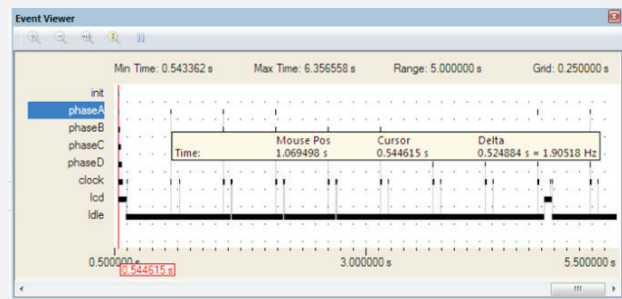 Event Viewer
Min Time: 0.543362 s Max Time: 6.356558 s Range: 5.000000 s Grid: 0.250000 s
init
phaseA
phaseB
Mouse Pos Cursor Delta
phaseC
Time: 1.069498 s 0.544615 s 0.524884 s = 1.90518 Hz
phaseD
clock
lcd
Idle
0.500000 s 3.000000 s 5.500000 s
0.544615 s